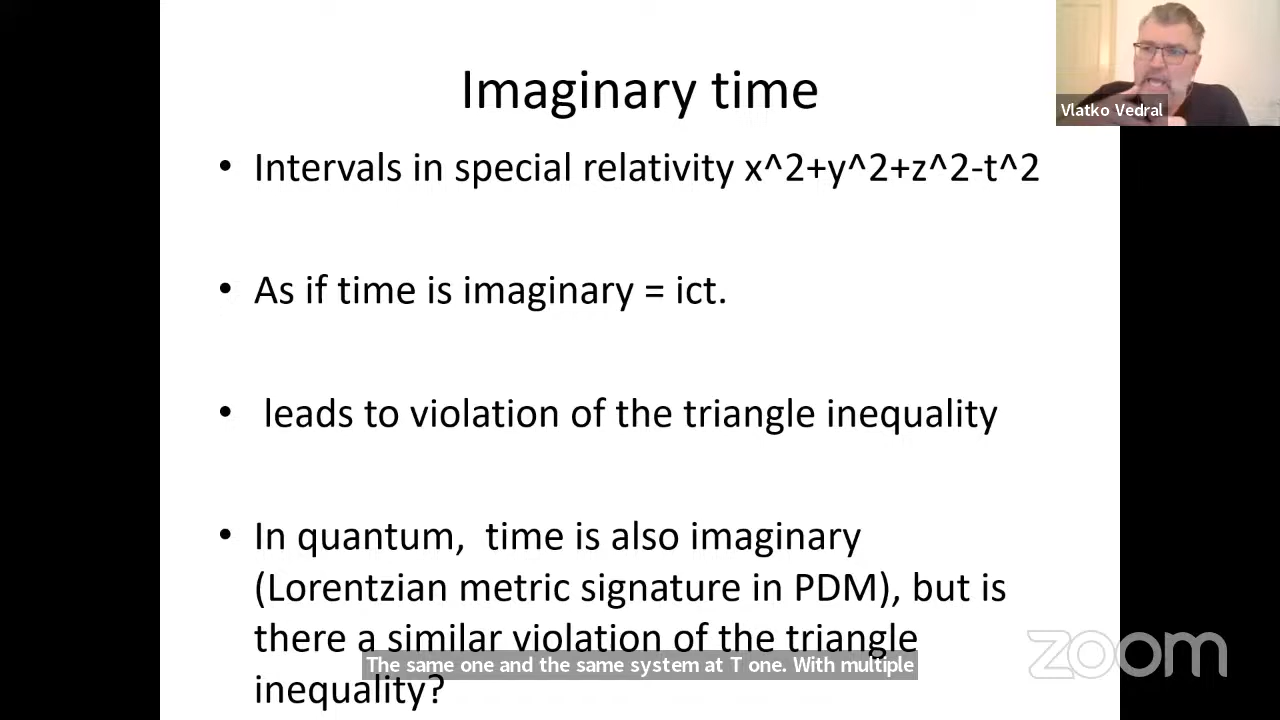 Imaginary time
Vlatko Vedral
• Intervals in special relativity x^2+y^2+z^2-t^2
• As if time is imaginary = ict.
• leads to violation of the triangle inequality
• In quantum, time is also imaginary
(Lorentzian metric signature in PDM), but is
there a similar violation of the triangle
inequality?
The same one and the same system at T one. With multiple
zoom